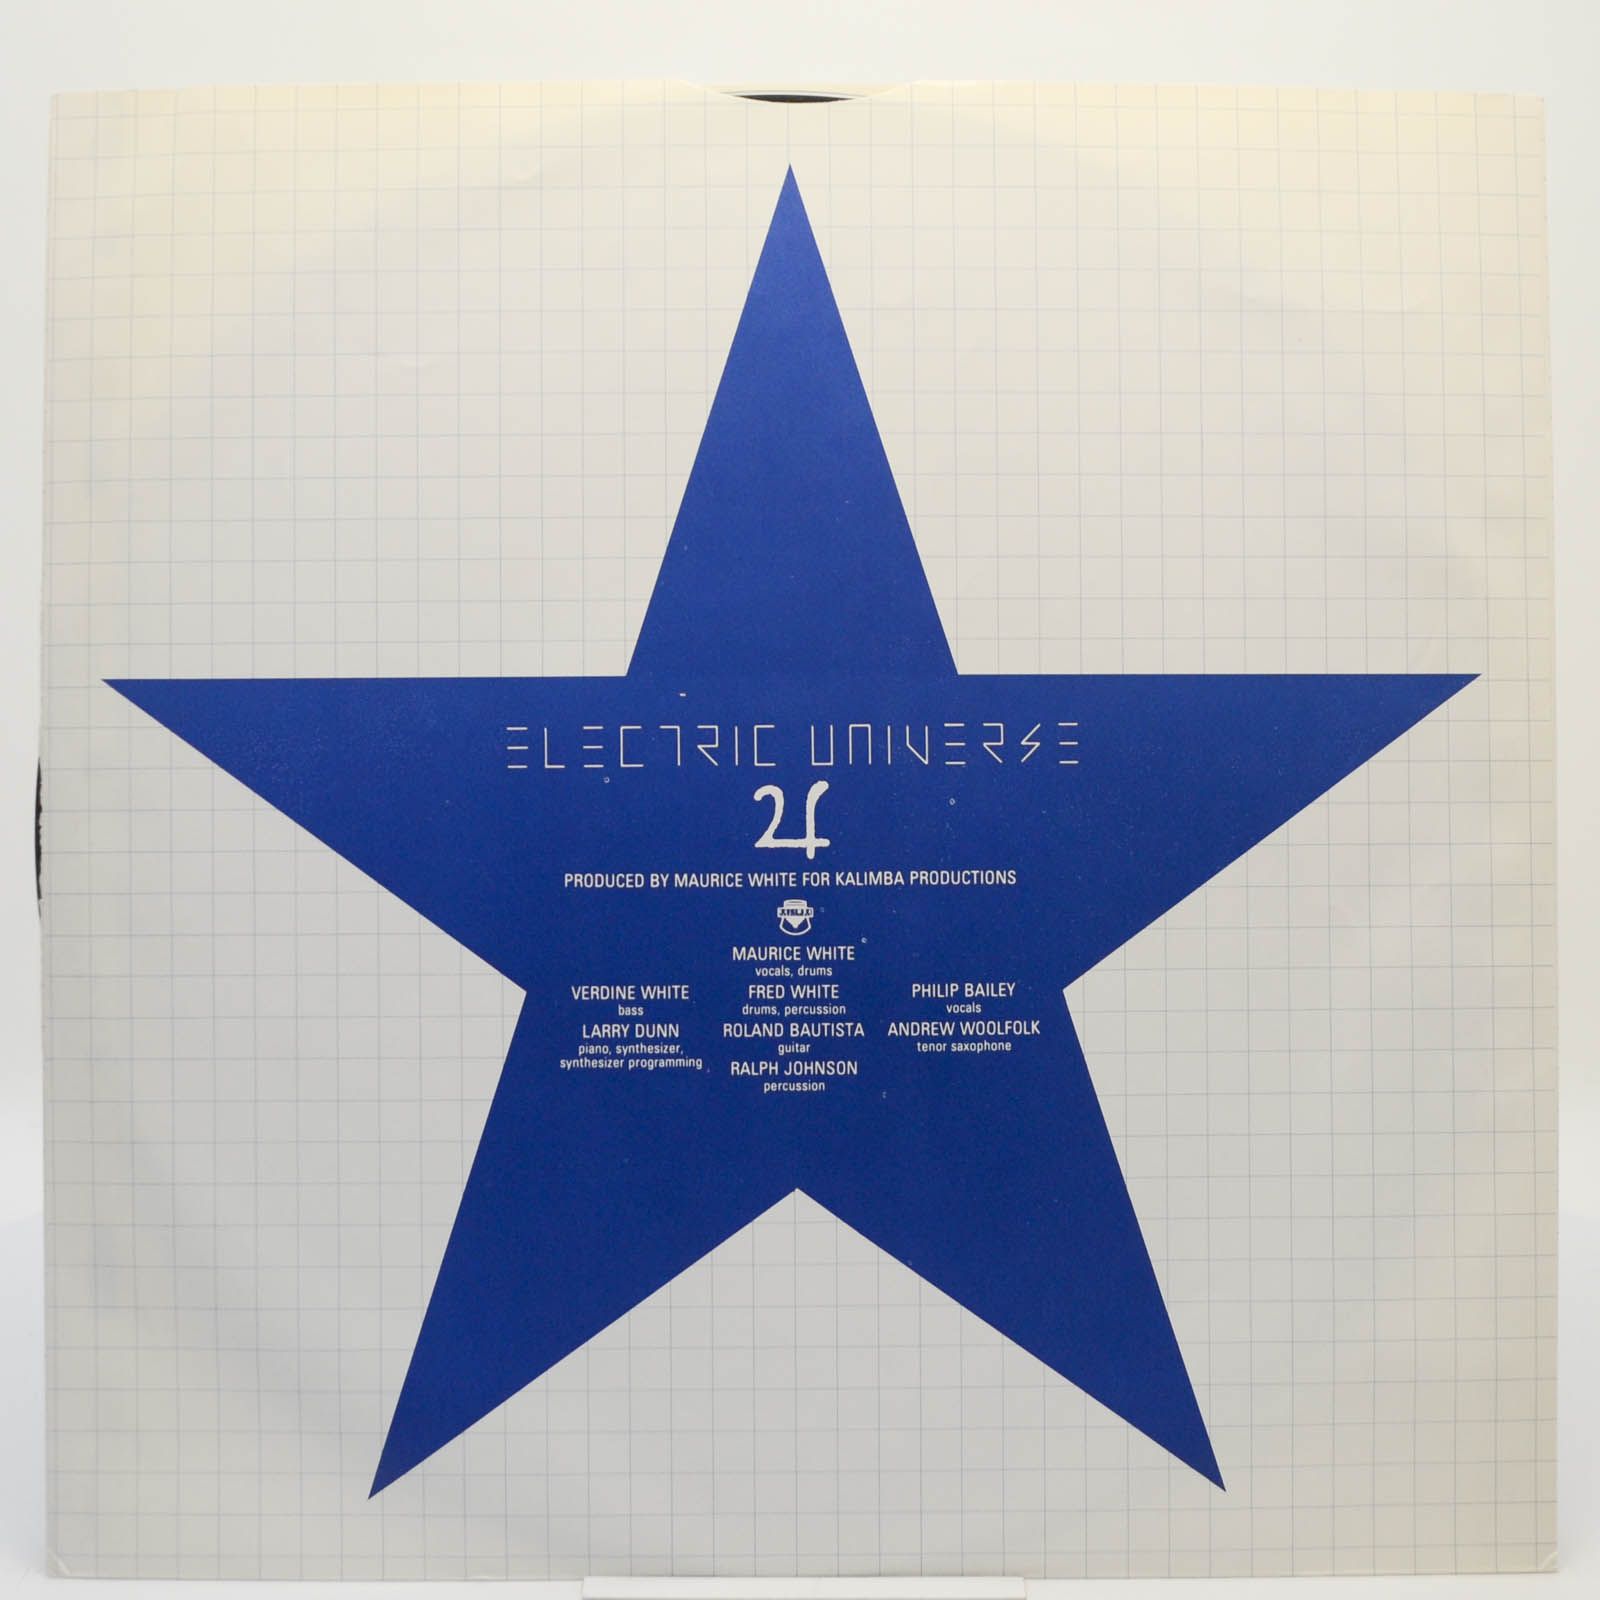 ELECTRIC UNIVERSE
♃
PRODUCED BY MAURICE WHITE FOR KALIMBA PRODUCTIONS
MAURICE WHITE
vocals, drums
VERDINE WHITE
bass
LARRY DUNN
piano, synthesizer,
synthesizer programming
FRED WHITE
drums, percussion
ROLAND BAUTISTA
guitar
RALPH JOHNSON
percussion
PHILIP BAILEY
vocals
ANDREW WOOLFOLK
tenor saxophone